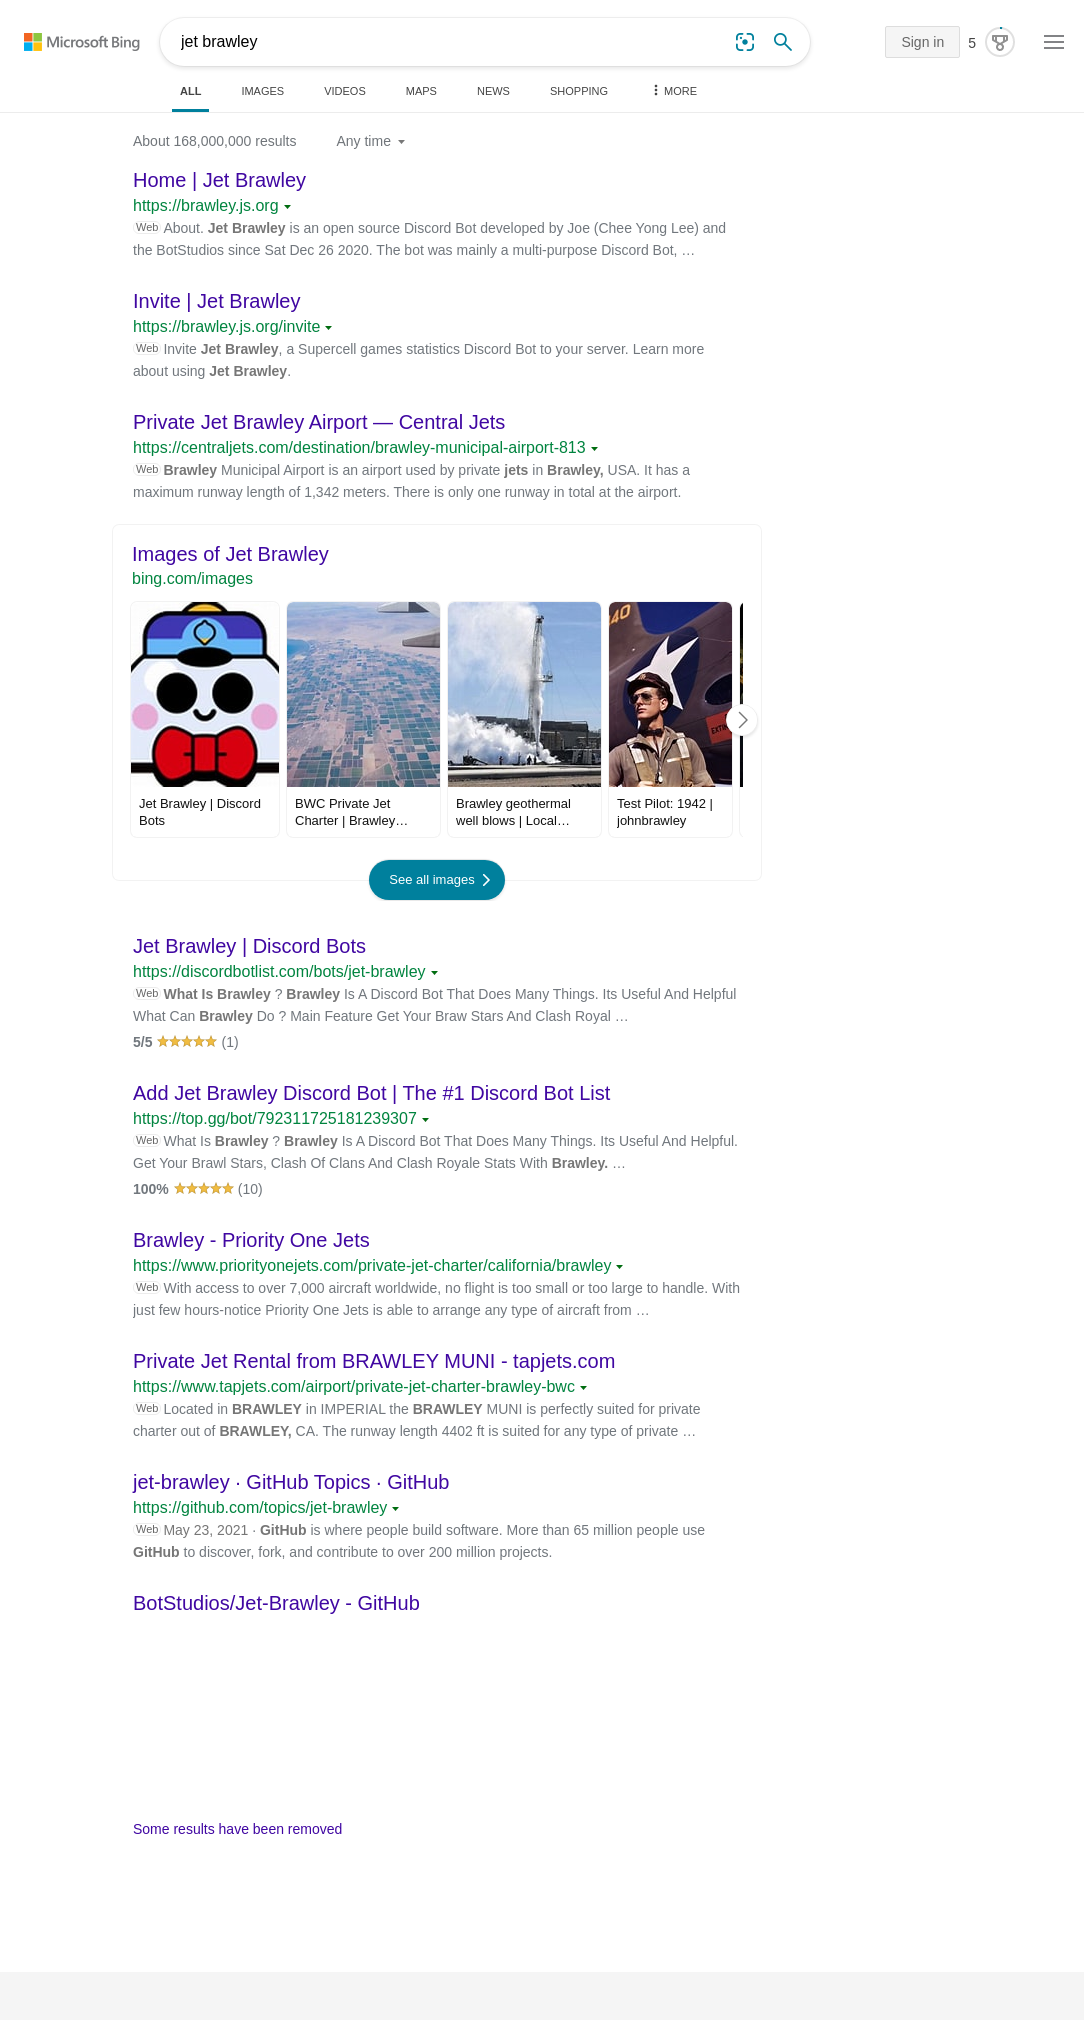 Microsoft Bing
jet brawley
Sign in
5
ALL
IMAGES
VIDEOS
MAPS
NEWS
SHOPPING
MORE
About 168,000,000 results
Any time
Home | Jet Brawley
https://brawley.js.org
Web About. Jet Brawley is an open source Discord Bot developed by Joe (Chee Yong Lee) and
the BotStudios since Sat Dec 26 2020. The bot was mainly a multi-purpose Discord Bot, …
Invite | Jet Brawley
https://brawley.js.org/invite
Web Invite Jet Brawley, a Supercell games statistics Discord Bot to your server. Learn more
about using Jet Brawley.
Private Jet Brawley Airport — Central Jets
https://centraljets.com/destination/brawley-municipal-airport-813
Web Brawley Municipal Airport is an airport used by private jets in Brawley, USA. It has a
maximum runway length of 1,342 meters. There is only one runway in total at the airport.
Images of Jet Brawley
bing.com/images
40
EXTIN
Jet Brawley | Discord
Bots
BWC Private Jet
Charter | Brawley…
Brawley geothermal
well blows | Local…
Test Pilot: 1942 |
johnbrawley
See all images
Jet Brawley | Discord Bots
https://discordbotlist.com/bots/jet-brawley
Web What Is Brawley ? Brawley Is A Discord Bot That Does Many Things. Its Useful And Helpful
What Can Brawley Do ? Main Feature Get Your Braw Stars And Clash Royal …
5/5 (1)
Add Jet Brawley Discord Bot | The #1 Discord Bot List
https://top.gg/bot/792311725181239307
Web What Is Brawley ? Brawley Is A Discord Bot That Does Many Things. Its Useful And Helpful.
Get Your Brawl Stars, Clash Of Clans And Clash Royale Stats With Brawley. …
100% (10)
Brawley - Priority One Jets
https://www.priorityonejets.com/private-jet-charter/california/brawley
Web With access to over 7,000 aircraft worldwide, no flight is too small or too large to handle. With
just few hours-notice Priority One Jets is able to arrange any type of aircraft from …
Private Jet Rental from BRAWLEY MUNI - tapjets.com
https://www.tapjets.com/airport/private-jet-charter-brawley-bwc
Web Located in BRAWLEY in IMPERIAL the BRAWLEY MUNI is perfectly suited for private
charter out of BRAWLEY, CA. The runway length 4402 ft is suited for any type of private …
jet-brawley · GitHub Topics · GitHub
https://github.com/topics/jet-brawley
Web May 23, 2021 · GitHub is where people build software. More than 65 million people use
GitHub to discover, fork, and contribute to over 200 million projects.
BotStudios/Jet-Brawley - GitHub
Some results have been removed